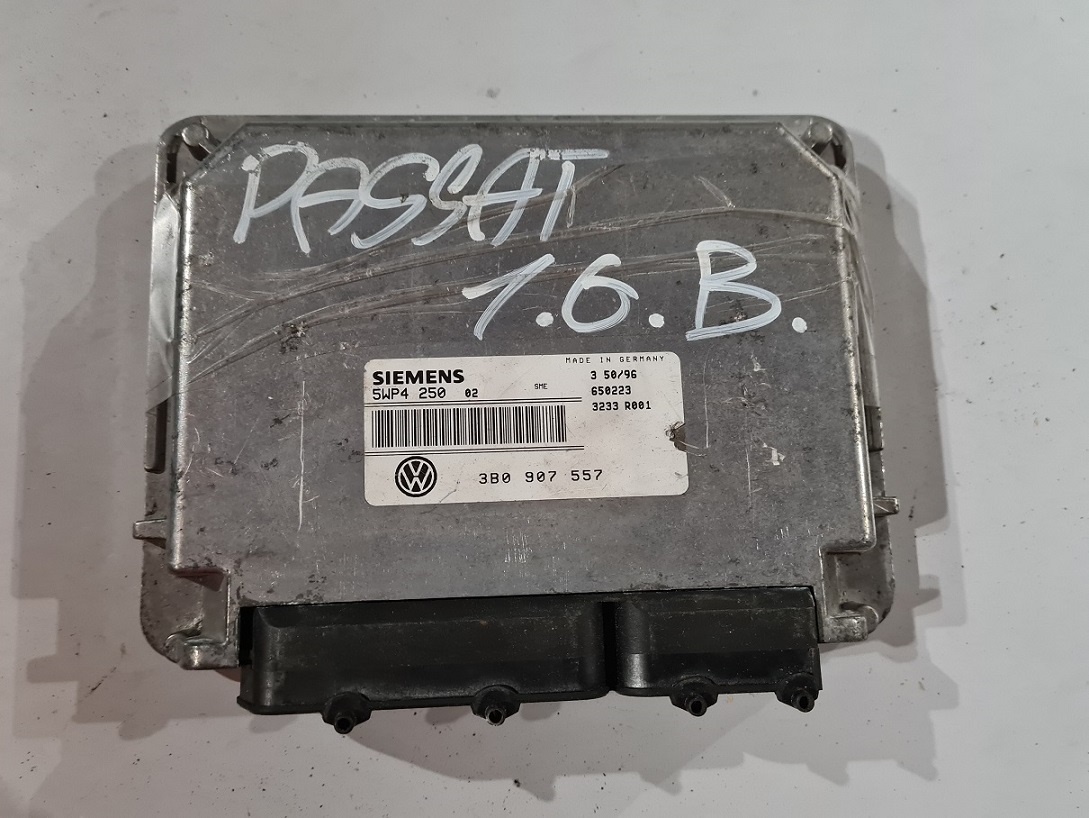 PASSAT
1.6. B.
MADE IN GERMANY
SIEMENS 3 50/96
5WP4 250 02 SME 650223
3233 R001
VW
3B0 907 557